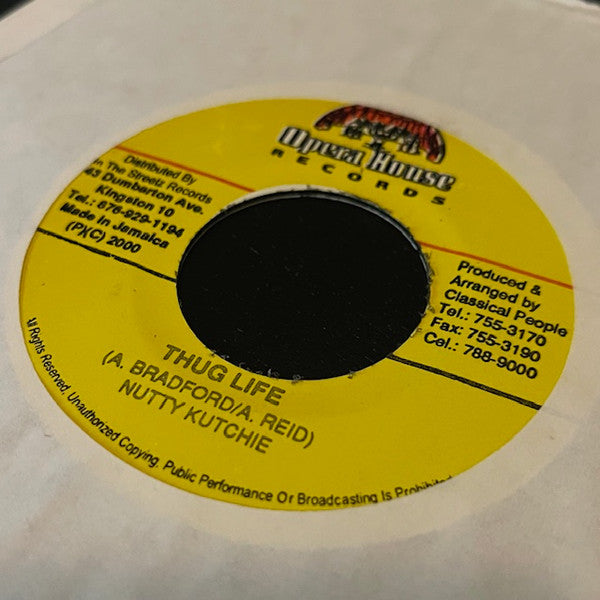 Opera House
RECORDS
Distributed By
In The Streetz Records
43 Dumbarton Ave.
Kingston 10
Tel.: 876-929-1194
Made In Jamaica
(P)(C) 2000
Produced &
Arranged by
Classical People
Tel.: 755-3170
Fax: 755-3190
Cel.: 788-9000
THUG LIFE
(A. BRADFORD/A. REID)
NUTTY KUTCHIE
All Rights Reserved. Unauthorized Copying, Public Performance Or Broadcasting Is Prohibited